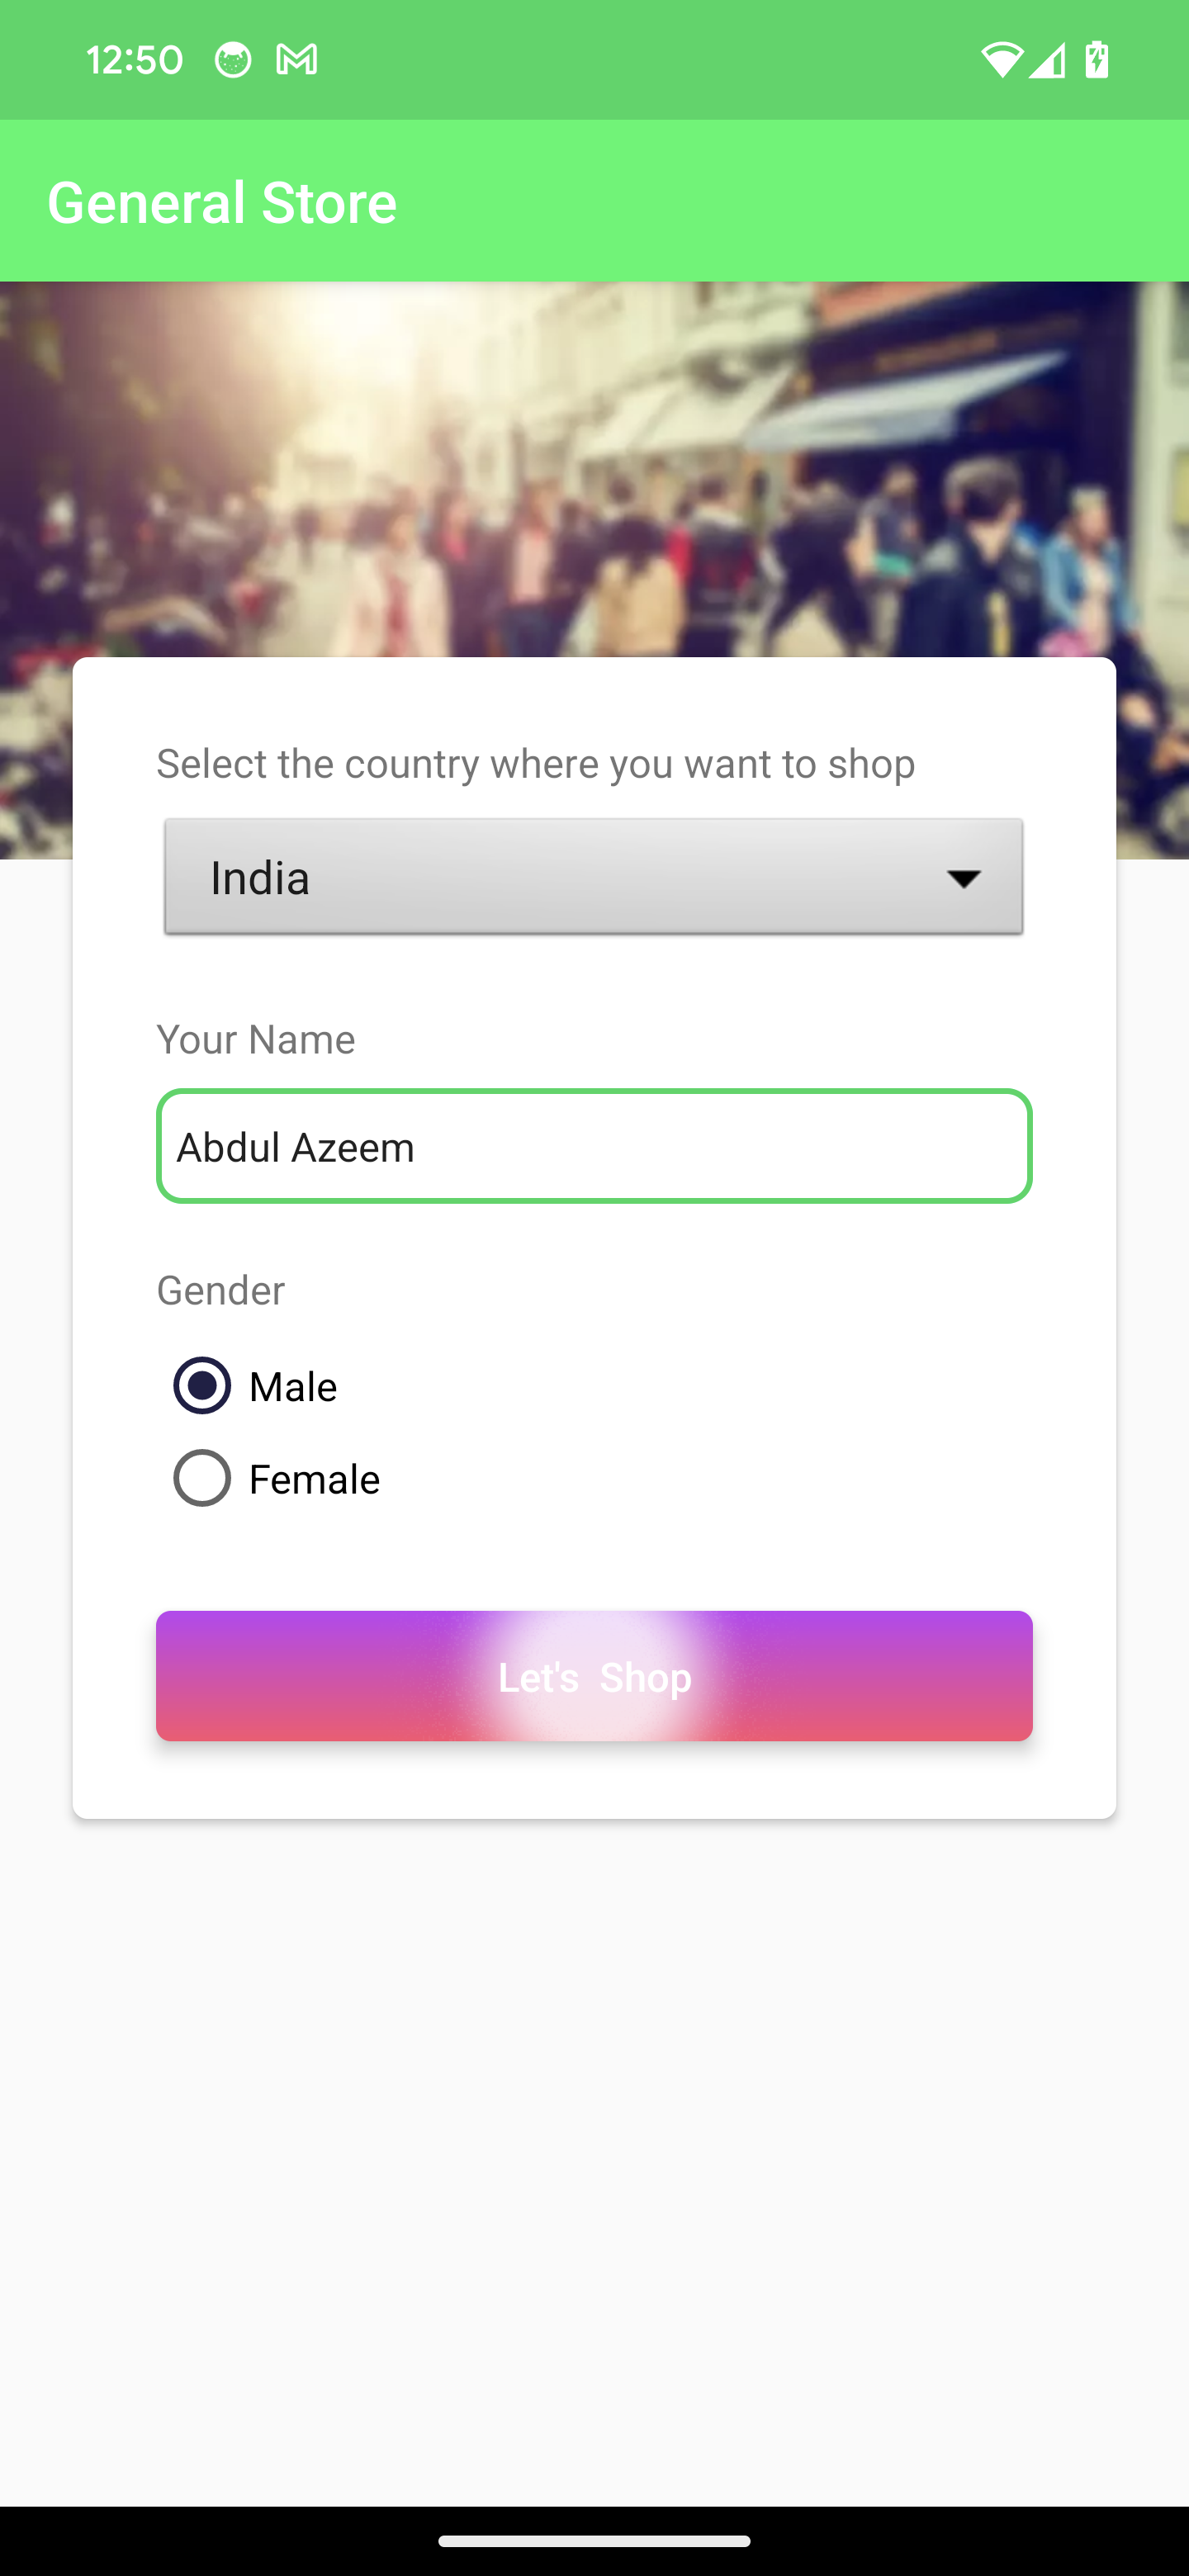 12:50
General Store
Select the country where you want to shop
India
Your Name
Abdul Azeem
Gender
Male
Female
Let's Shop